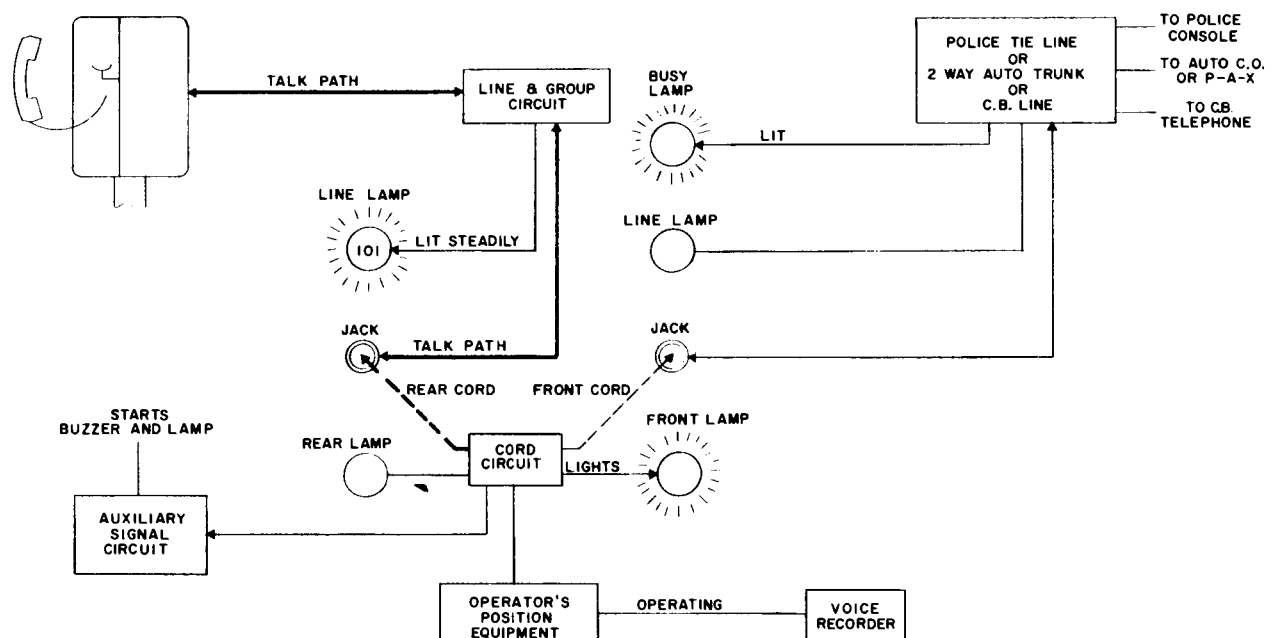 TALK PATH
LINE & GROUP
CIRCUIT
BUSY
LAMP
LIT
POLICE TIE LINE
OR
2 WAY AUTO TRUNK
OR
C.B. LINE
TO POLICE
CONSOLE
TO AUTO C.O.
OR P-A-X
TO C.B.
TELEPHONE
LINE LAMP
101
LIT STEADILY
LINE LAMP
JACK
TALK PATH
JACK
REAR CORD
FRONT CORD
STARTS
BUZZER AND LAMP
REAR LAMP
CORD
CIRCUIT
LIGHTS
FRONT LAMP
AUXILIARY
SIGNAL
CIRCUIT
OPERATOR'S
POSITION
EQUIPMENT
OPERATING
VOICE
RECORDER